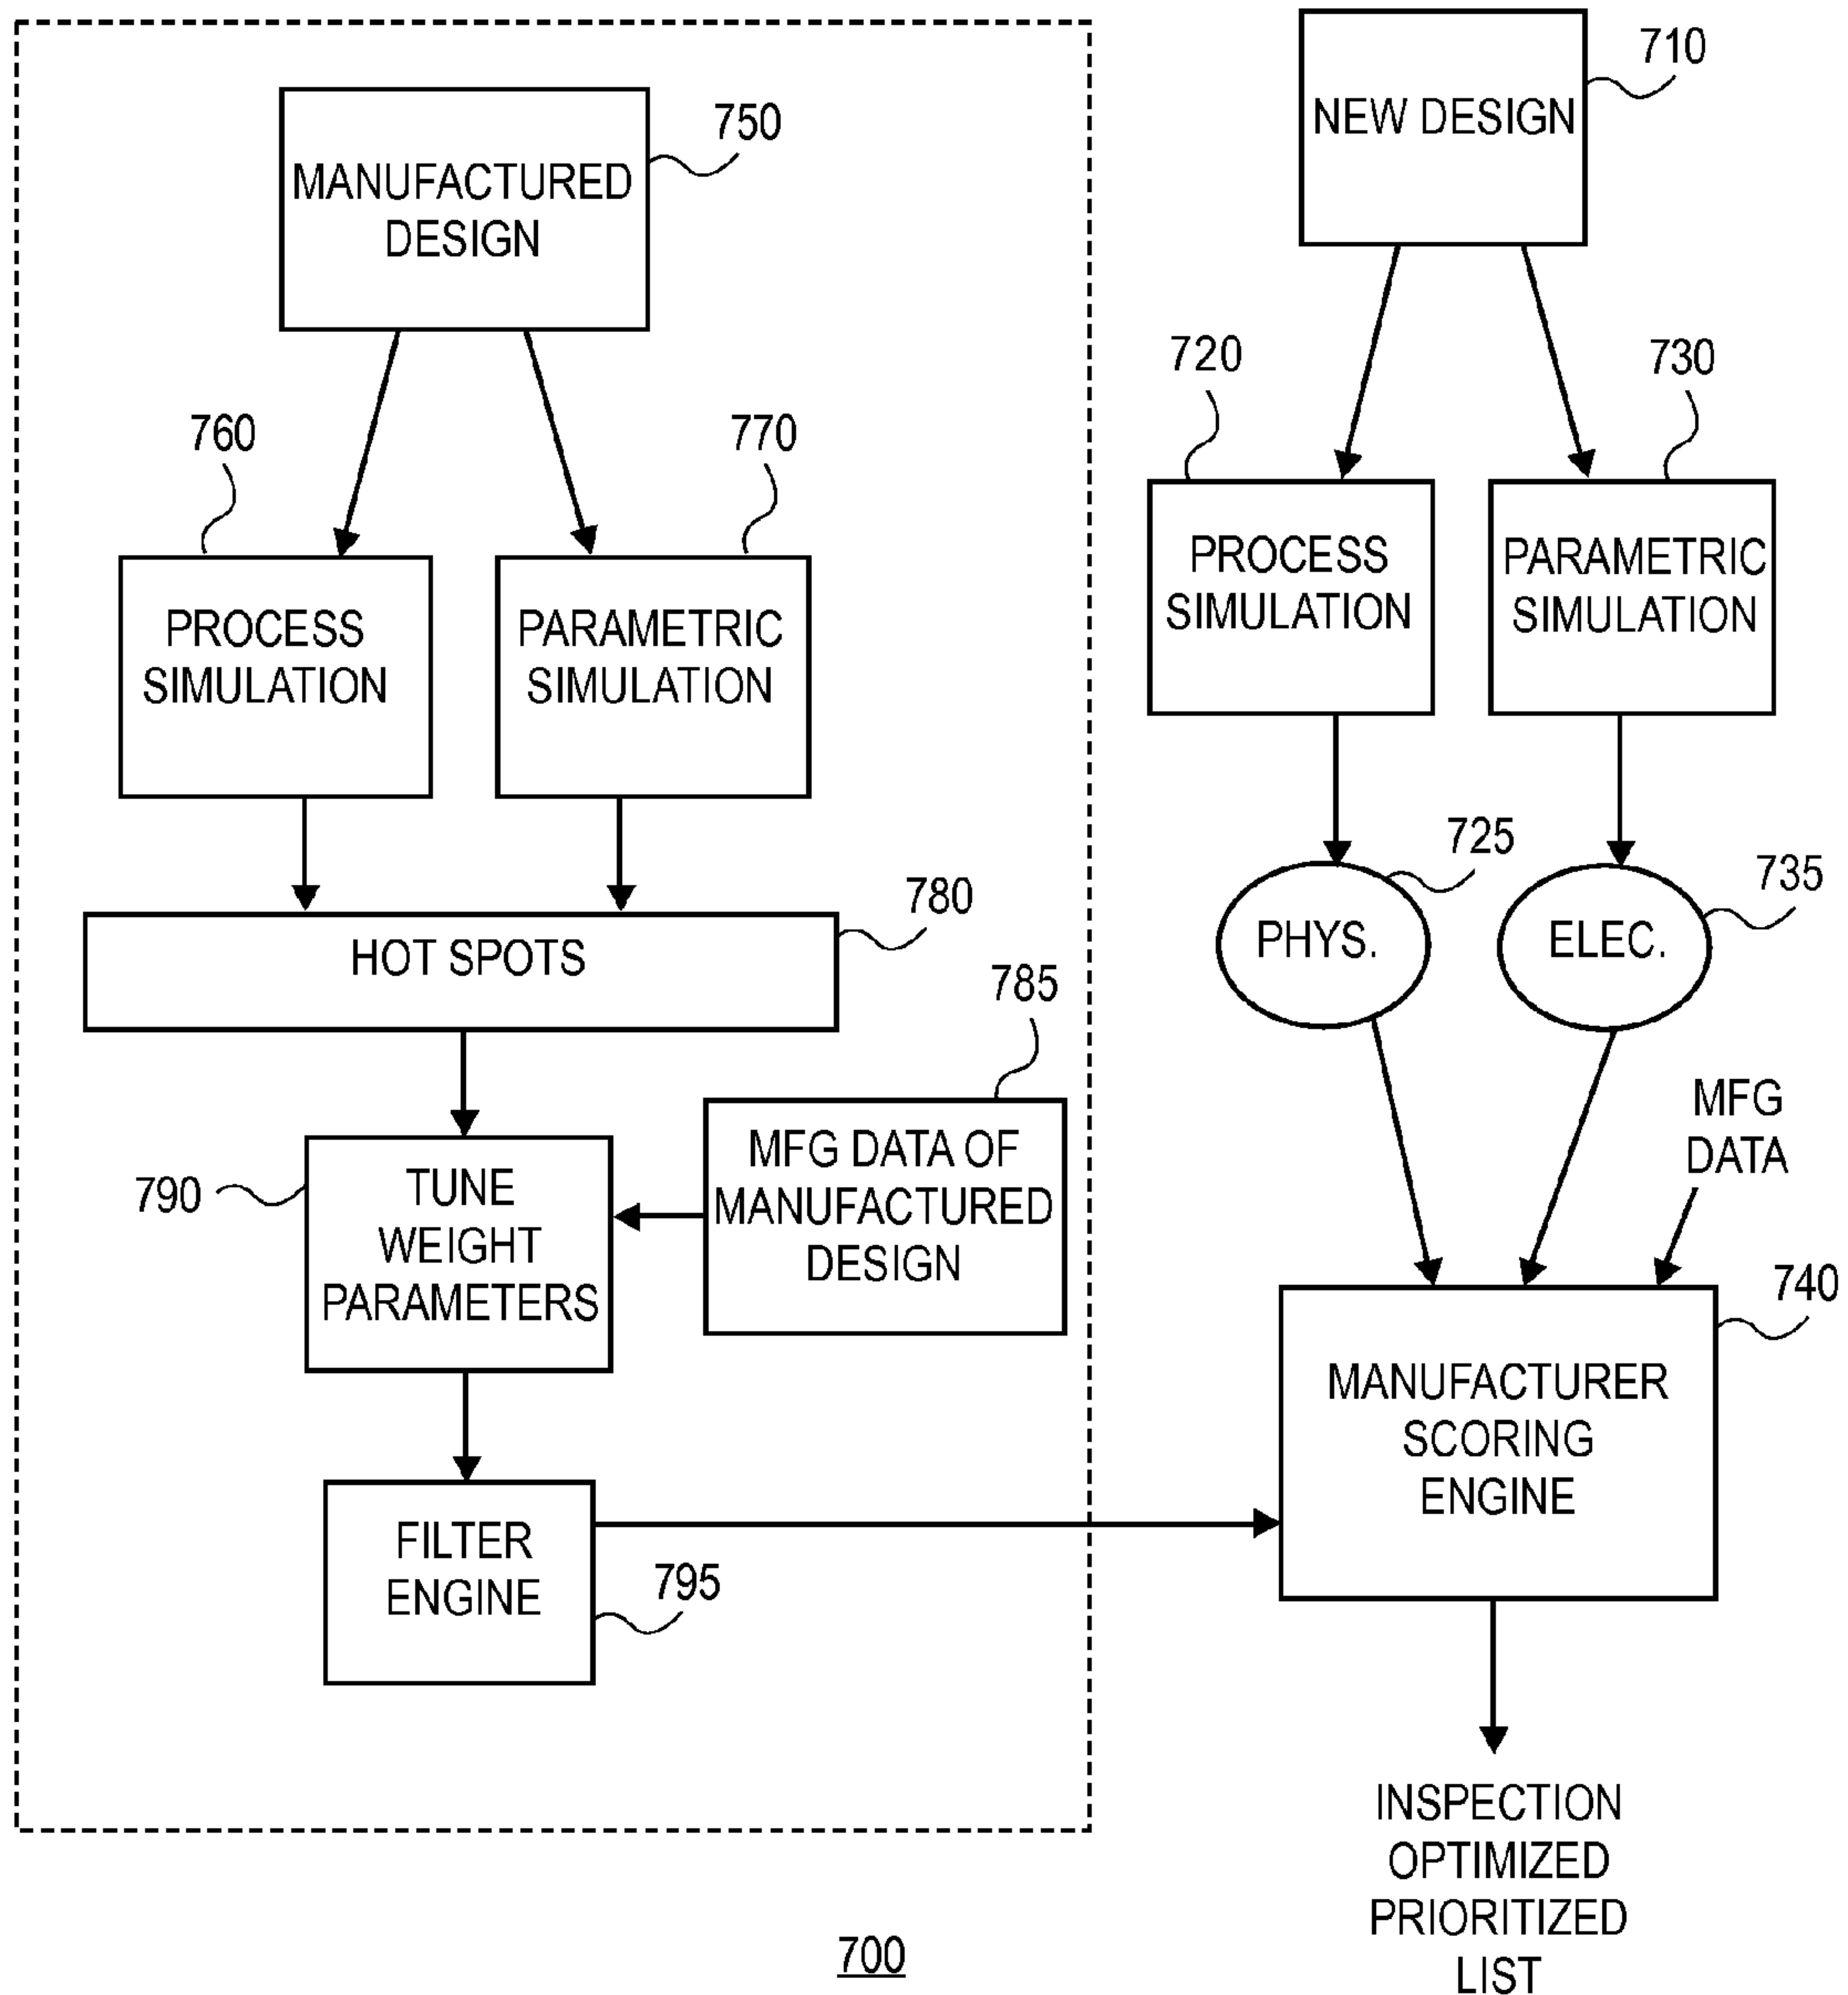 710
NEW DESIGN
750
MANUFACTURED
DESIGN
720
730
760
770
PROCESS
SIMULATION
PARAMETRIC
SIMULATION
PROCESS
SIMULATION
PARAMETRIC
SIMULATION
725
735
780
HOT SPOTS
PHYS.
ELEC.
785
MFG
DATA
790
TUNE
WEIGHT
PARAMETERS
MFG DATA OF
MANUFACTURED
DESIGN
740
MANUFACTURER
SCORING
ENGINE
FILTER
ENGINE
795
INSPECTION
OPTIMIZED
PRIORITIZED
LIST
700